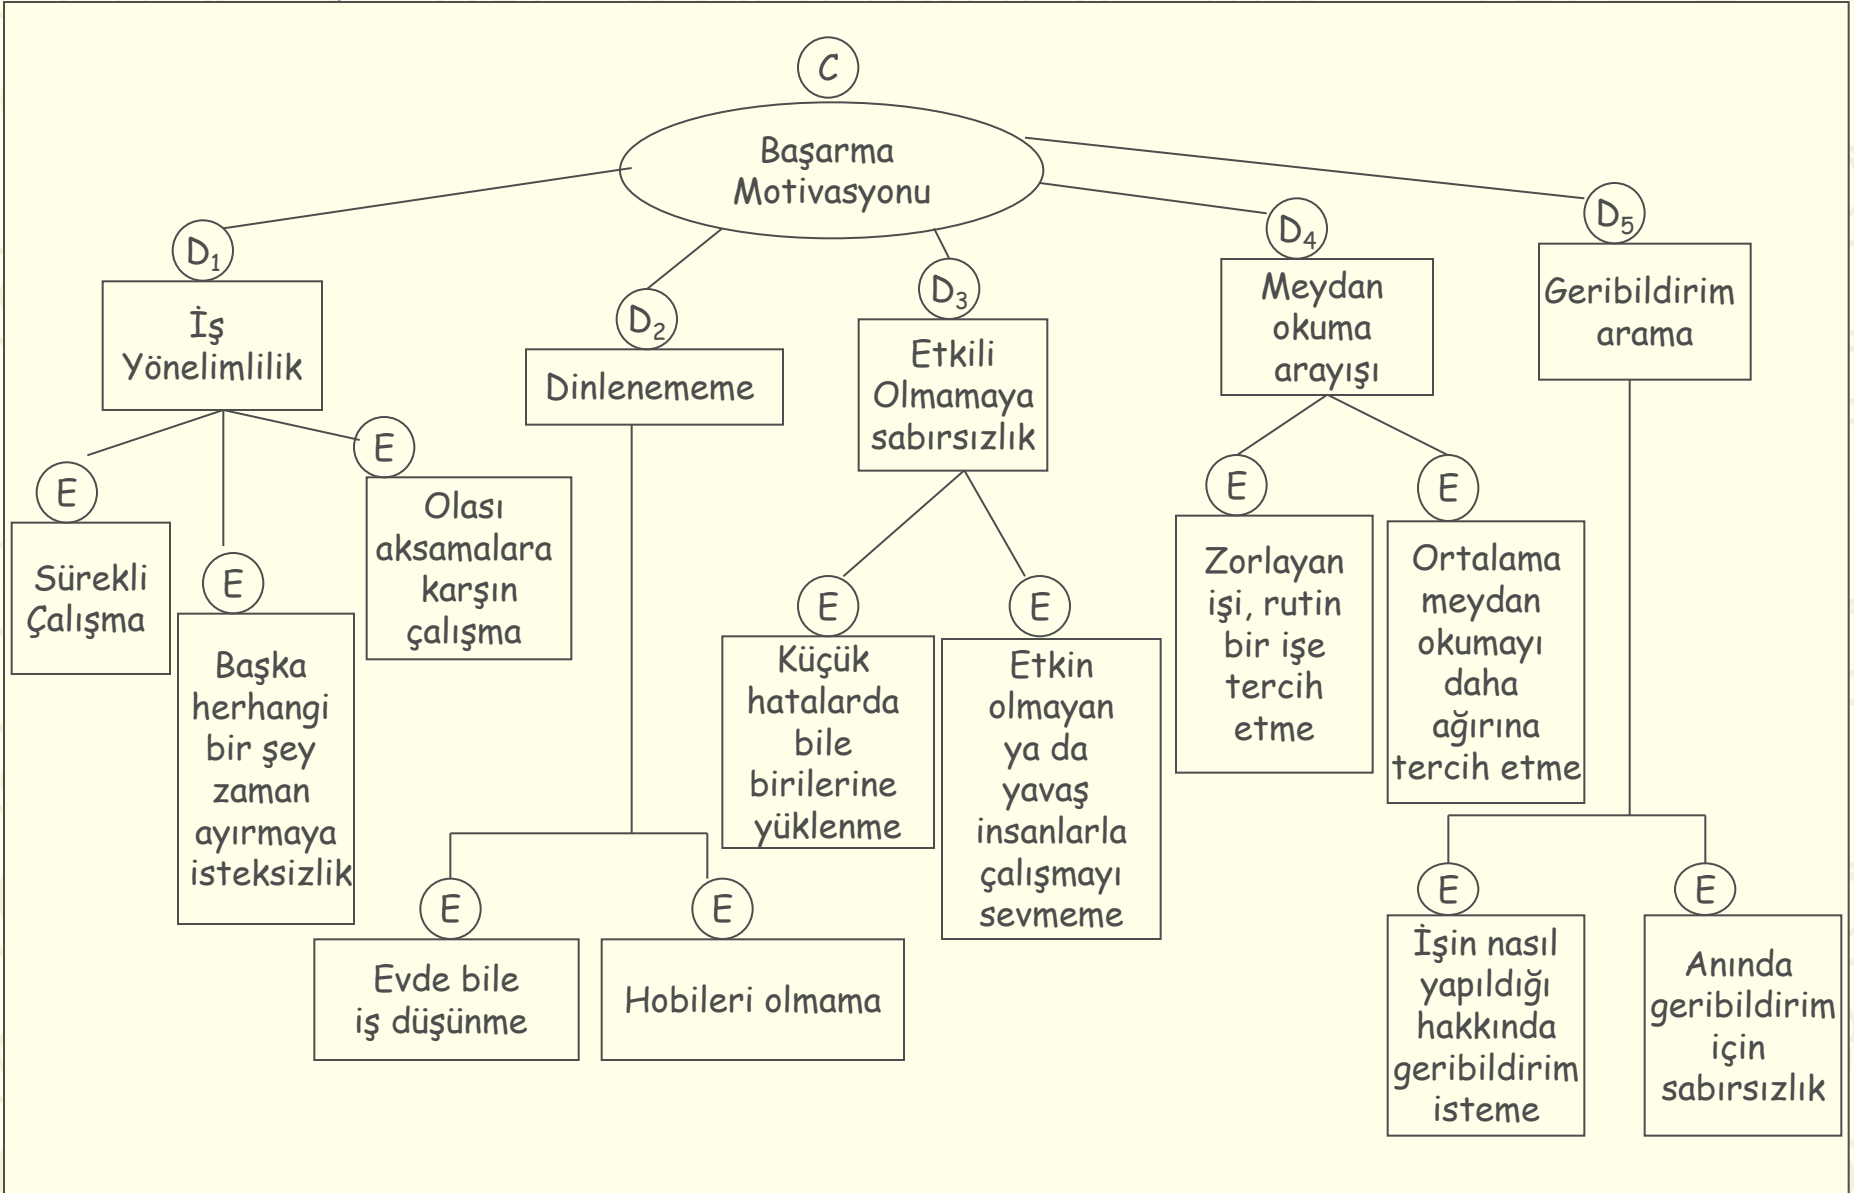 C
Başarma
Motivasyonu
D1
İş
Yönelimlilik
D2
Dinlenememe
D3
Etkili
Olmamaya
sabırsızlık
D4
Meydan
okuma
arayışı
D5
Geribildirim
arama
E
Sürekli
Çalışma
E
Başka
herhangi
bir şey
zaman
ayırmaya
isteksizlik
E
Olası
aksamalara
karşın
çalışma
E
Evde bile
iş düşünme
E
Hobileri olmama
E
Küçük
hatalarda
bile
birilerine
yüklenme
E
Etkin
olmayan
ya da
yavaş
insanlarla
çalışmayı
sevmeme
E
Zorlayan
işi, rutin
bir işe
tercih
etme
E
Ortalama
meydan
okumayı
daha
ağırına
tercih etme
E
İşin nasıl
yapıldığı
hakkında
geribildirim
isteme
E
Anında
geribildirim
için
sabırsızlık